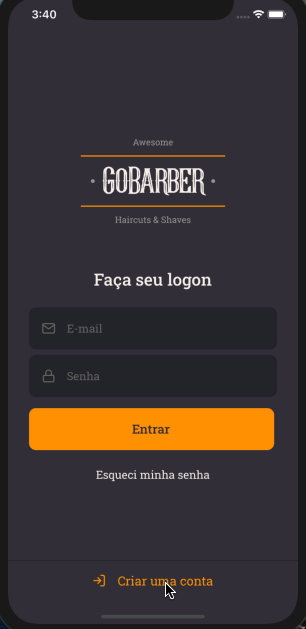 3:40
Awesome
GOBARBER
Haircuts & Shaves
Faça seu logon
E-mail
Senha
Entrar
Esqueci minha senha
Criar uma conta